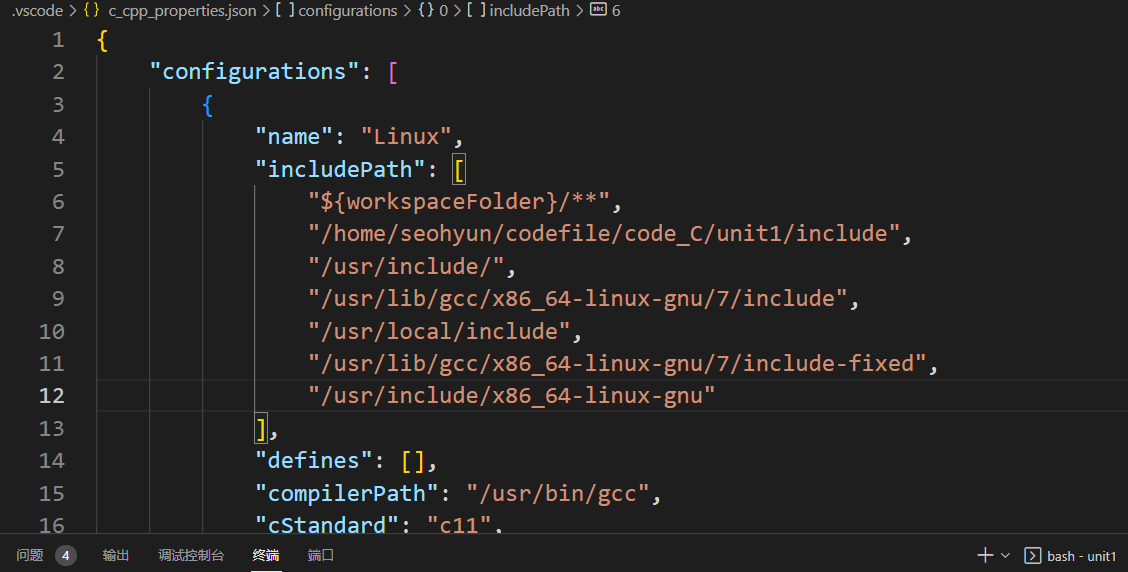 .vscode > {} c_cpp_properties.json > [ ] configurations > {} 0 > [ ] includePath > abc 6
1 {
2 "configurations": [
3 {
4 "name": "Linux",
5 "includePath": [
6 "${workspaceFolder}/**",
7 "/home/seohyun/codefile/code_C/unit1/include",
8 "/usr/include/",
9 "/usr/lib/gcc/x86_64-linux-gnu/7/include",
10 "/usr/local/include",
11 "/usr/lib/gcc/x86_64-linux-gnu/7/include-fixed",
12 "/usr/include/x86_64-linux-gnu"
13 ],
14 "defines": [],
15 "compilerPath": "/usr/bin/gcc",
16 "cStandard": "c11",
问题 4 输出 调试控制台 终端 端口 bash - unit1